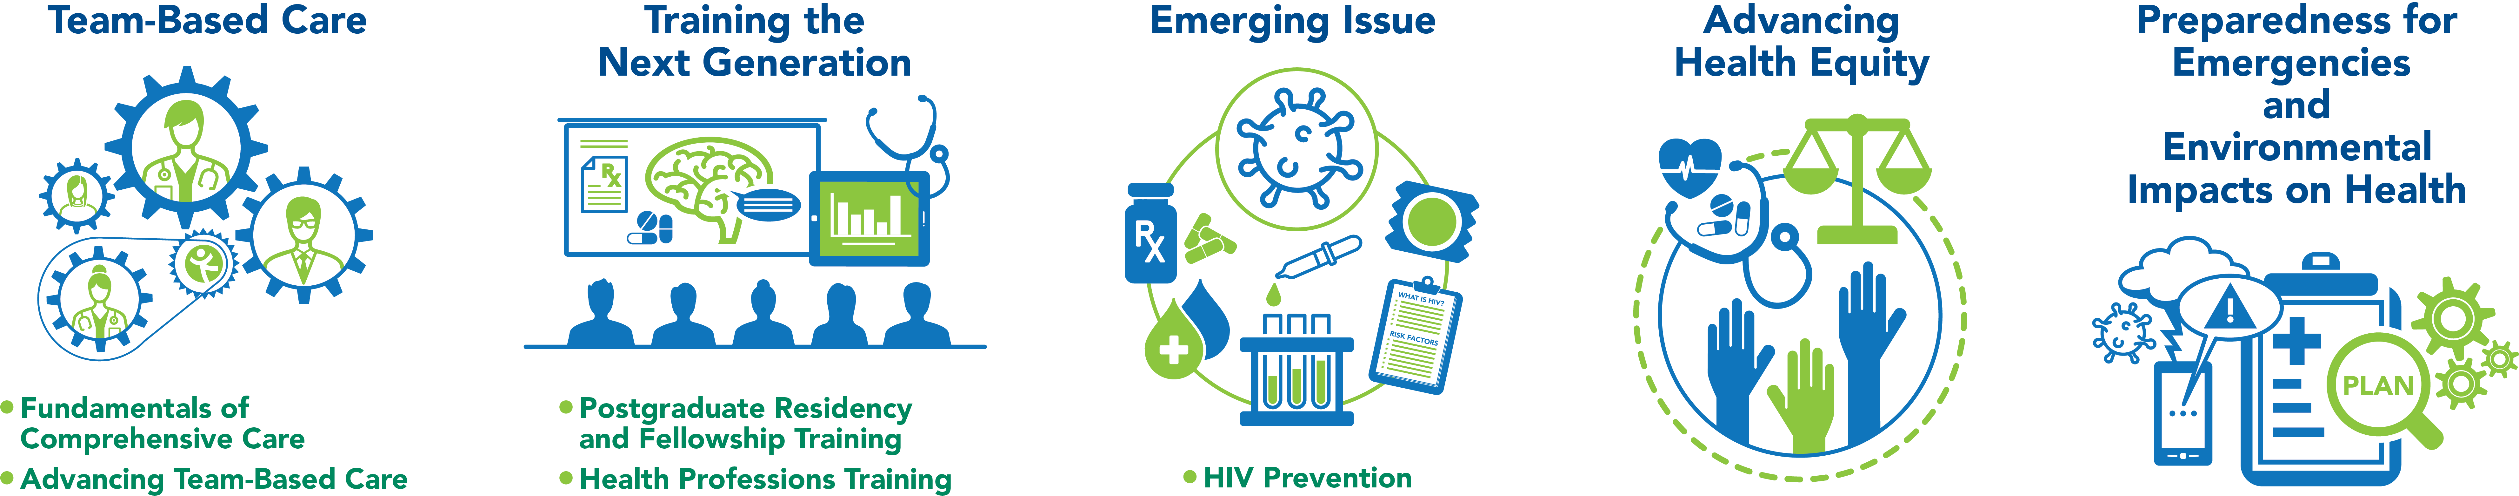 Team-Based Care
• Fundamentals of
Comprehensive Care
• Advancing Team-Based Care
Training the
Next Generation
Rx
• Postgraduate Residency
and Fellowship Training
• Health Professions Training
Emerging Issue
Rx
WHAT IS HIV?
RISK FACTORS
• HIV Prevention
Advancing
Health Equity
Preparedness for
Emergencies
and
Environmental
Impacts on Health
!
PLAN